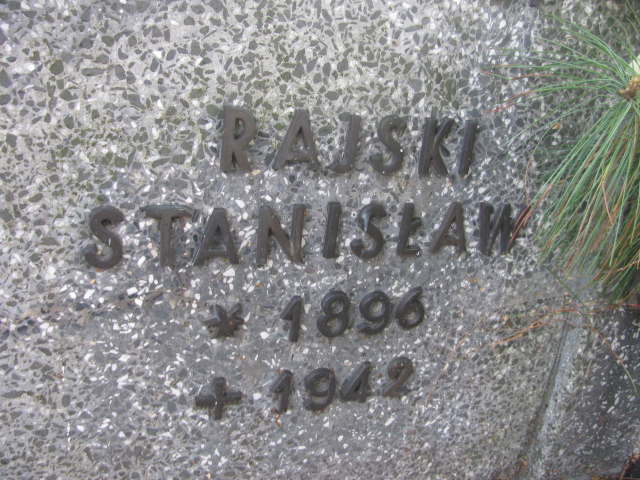 RAJSKI
STANISŁAW
* 1896
+ 1942